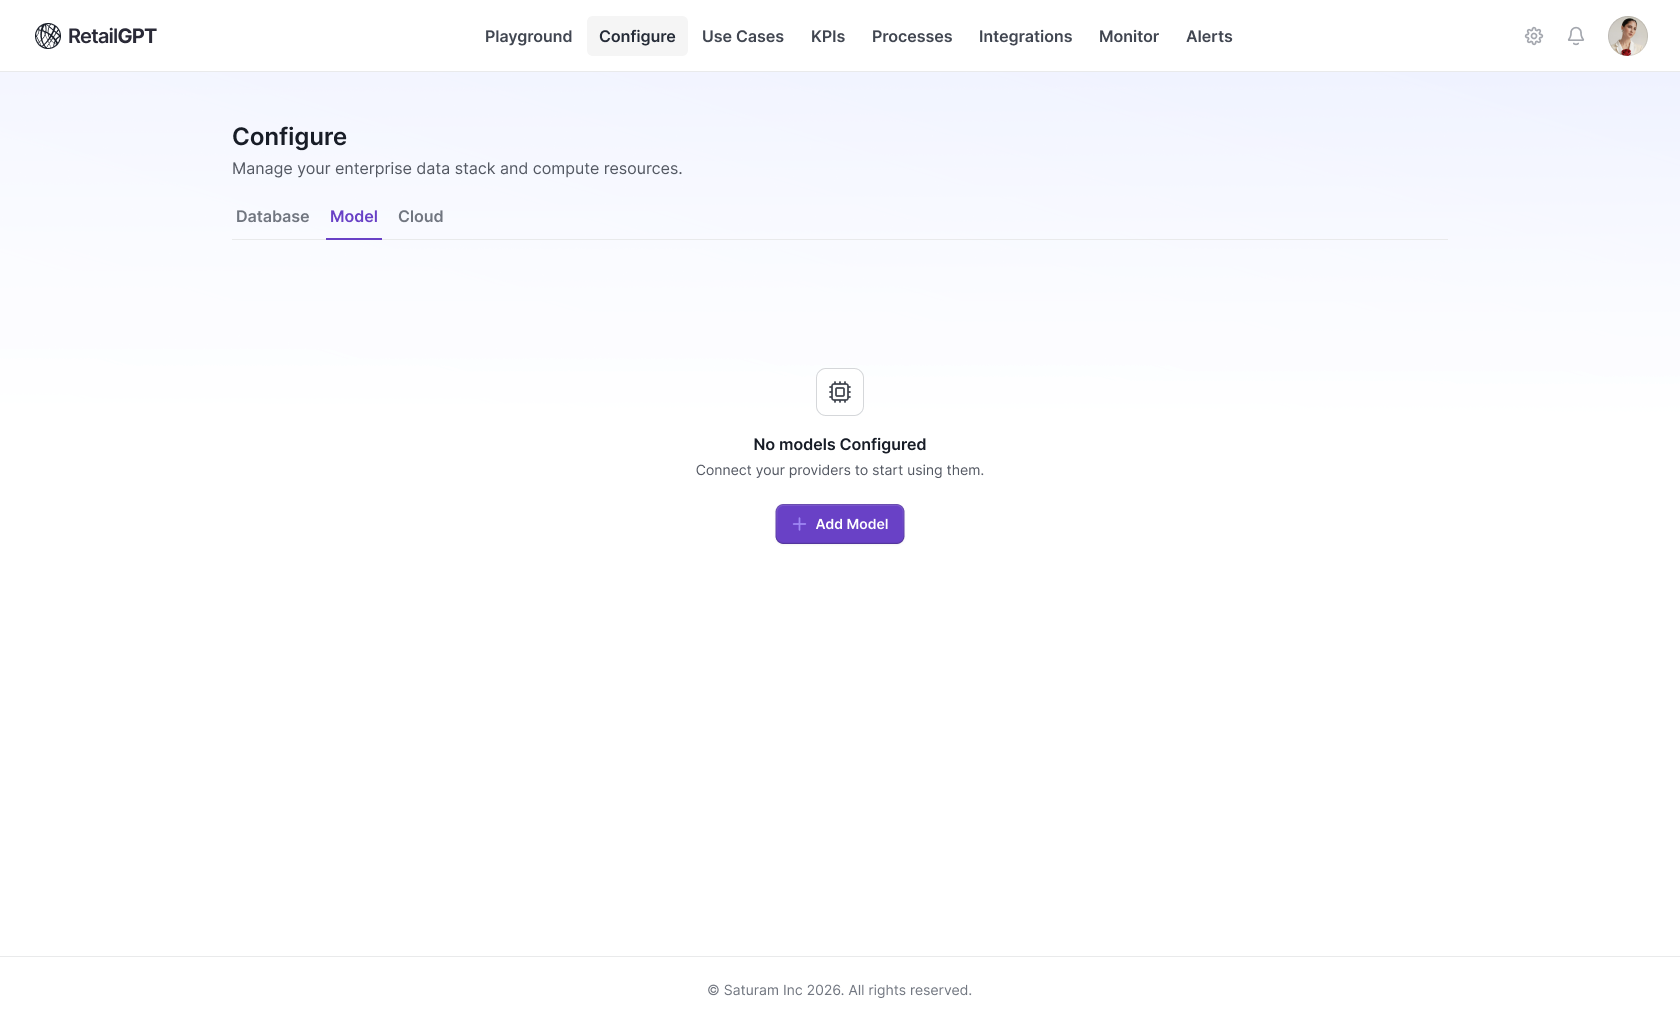 RetailGPT
Playground
Configure
Use Cases
KPIs
Processes
Integrations
Monitor
Alerts
Configure
Manage your enterprise data stack and compute resources.
Database
Model
Cloud
No models Configured
Connect your providers to start using them.
Add Model
© Saturam Inc 2026. All rights reserved.